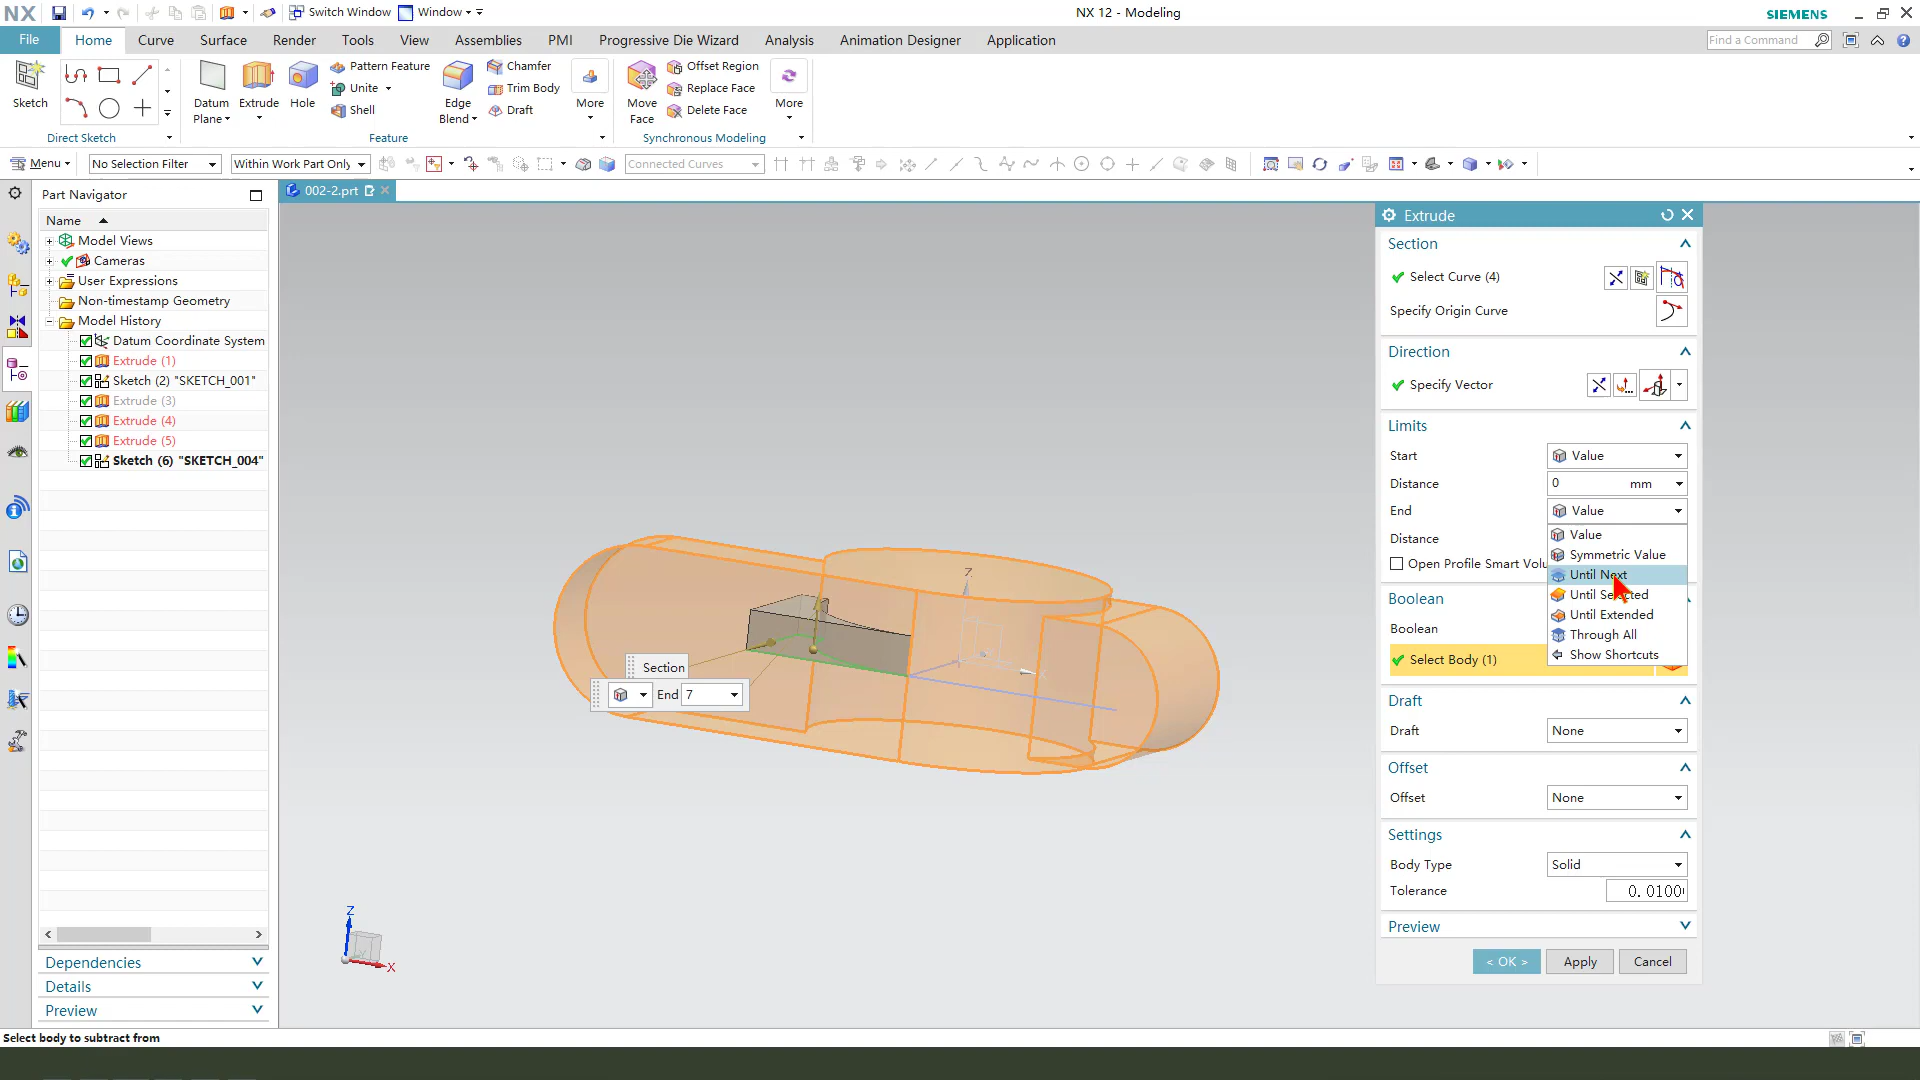 NX
Switch Window
Window
NX 12 - Modeling
SIEMENS
File
Home
Curve
Surface
Render
Tools
View
Assemblies
PMI
Progressive Die Wizard
Analysis
Animation Designer
Application
Find a Command
Sketch
Datum
Plane
Extrude
Hole
Pattern Feature
Unite
Shell
Edge
Blend
Chamfer
Trim Body
Draft
More
Move
Face
Offset Region
Replace Face
Delete Face
More
Direct Sketch
Feature
Synchronous Modeling
Menu
No Selection Filter
Within Work Part Only
Connected Curves
Part Navigator
002-2.prt
Name
Model Views
Cameras
User Expressions
Non-timestamp Geometry
Model History
Datum Coordinate System
Extrude (1)
Sketch (2) "SKETCH_001"
Extrude (3)
Extrude (4)
Extrude (5)
Sketch (6) "SKETCH_004"
Dependencies
Details
Preview
Z
X
Section
End 7
Z
X
Extrude
Section
Select Curve (4)
Specify Origin Curve
Direction
Specify Vector
Limits
Start
Value
Distance
0 mm
End
Value
Distance
Open Profile Smart Volu
Value
Symmetric Value
Until Next
Until Selected
Until Extended
Through All
Show Shortcuts
Boolean
Boolean
Select Body (1)
Draft
Draft
None
Offset
Offset
None
Settings
Body Type
Solid
Tolerance
0.0100
Preview
< OK >
Apply
Cancel
Select body to subtract from